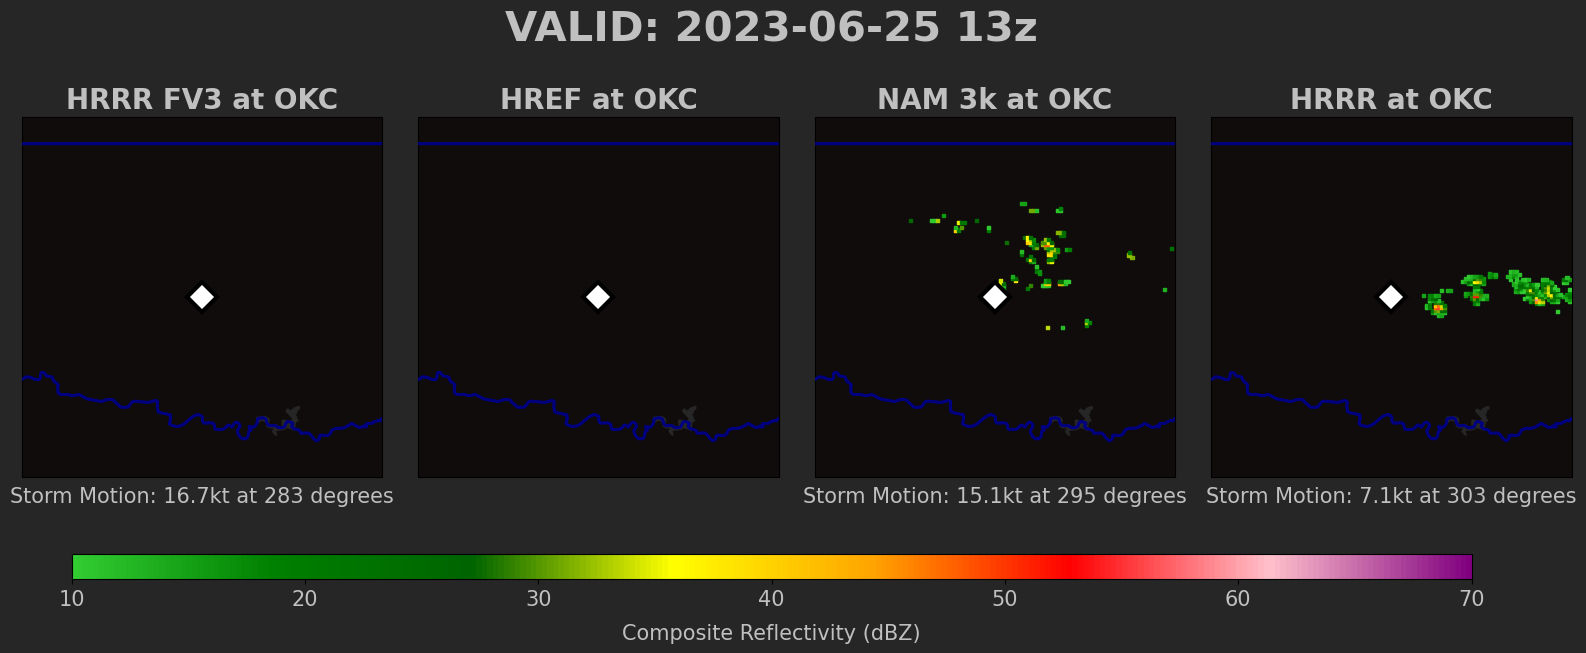 VALID: 2023-06-25 13z
HRRR FV3 at OKC
HREF at OKC
NAM 3k at OKC
HRRR at OKC
Storm Motion: 16.7kt at 283 degrees
Storm Motion: 15.1kt at 295 degrees
Storm Motion: 7.1kt at 303 degrees
10 20 30 40 50 60 70
Composite Reflectivity (dBZ)